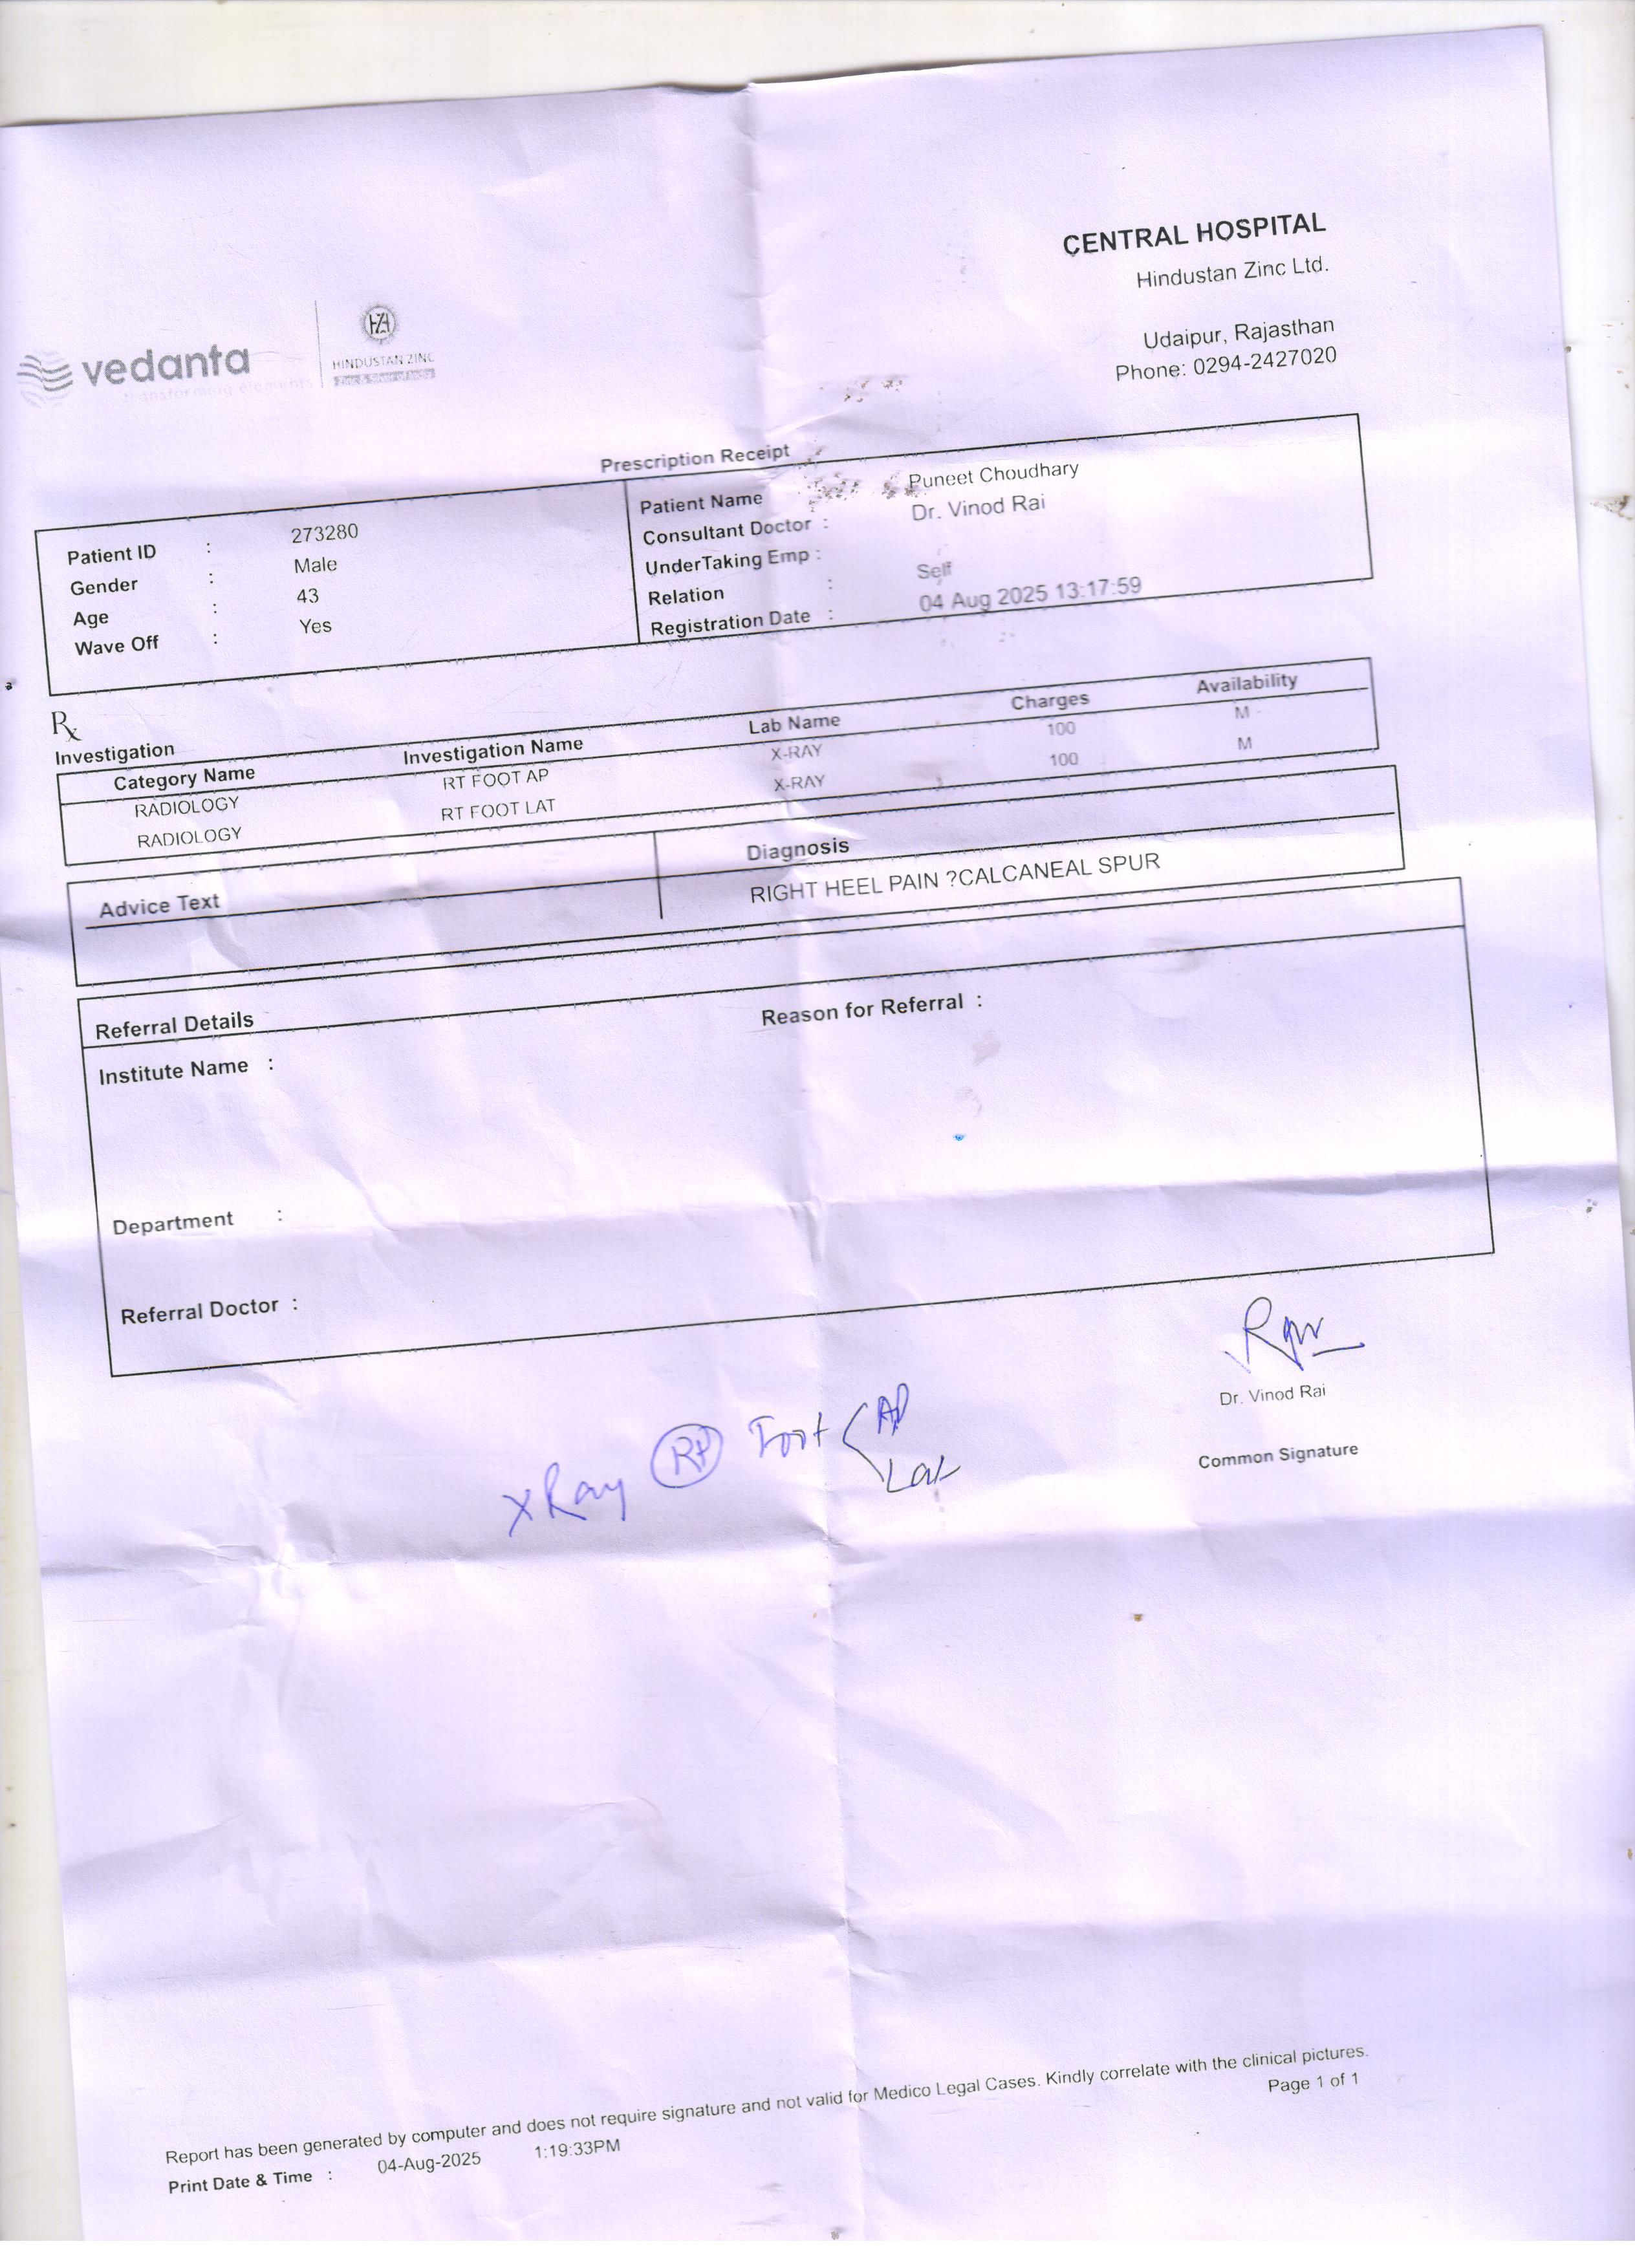 CENTRAL HOSPITAL
Hindustan Zinc Ltd.
Udaipur, Rajasthan
Phone: 0294-2427020
vedanta
transforming elements
HINDUSTAN ZINC
Zinc & Silver of India
Prescription Receipt
Patient ID : 273280
Gender : Male
Age : 43
Wave Off : Yes
Patient Name Puneet Choudhary
Consultant Doctor : Dr. Vinod Rai
UnderTaking Emp :
Relation : Self
Registration Date : 04 Aug 2025 13:17:59
Rx
Investigation
Category Name Investigation Name Lab Name Charges Availability
RADIOLOGY RT FOOT AP X-RAY 100 M
RADIOLOGY RT FOOT LAT X-RAY 100 M
Advice Text Diagnosis
RIGHT HEEL PAIN ?CALCANEAL SPUR
Referral Details Reason for Referral :
Institute Name :
Department :
Referral Doctor :
Dr. Vinod Rai
Common Signature
XRay Rt Foot AP
Lat
Report has been generated by computer and does not require signature and not valid for Medico Legal Cases. Kindly correlate with the clinical pictures.
Page 1 of 1
Print Date & Time : 04-Aug-2025 1:19:33PM